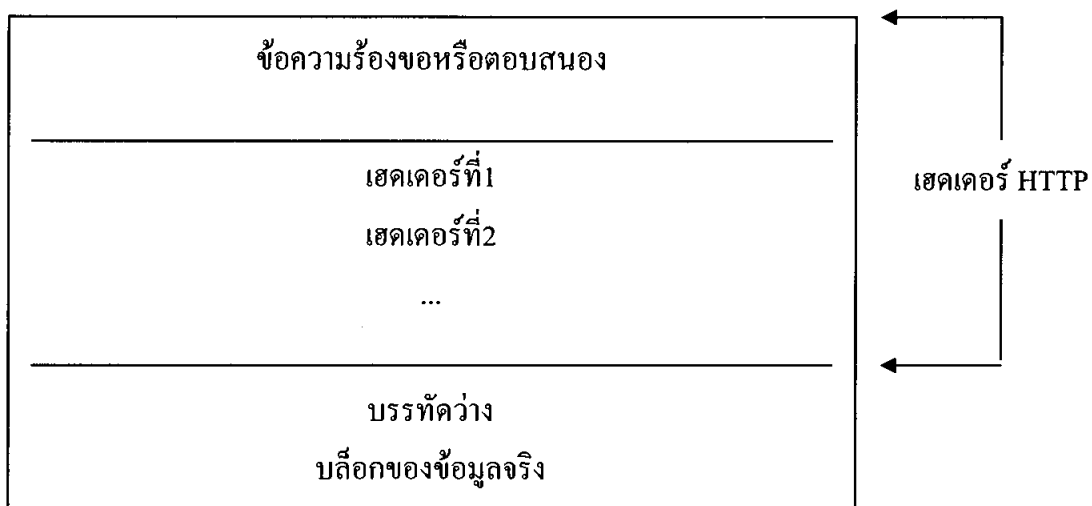 ข้อความร้องขอหรือตอบสนอง
เฮดเดอร์ที่1
เฮดเดอร์ HTTP
เฮดเดอร์ที่2
...
บรรทัดว่าง
บล็อกของข้อมูลจริง